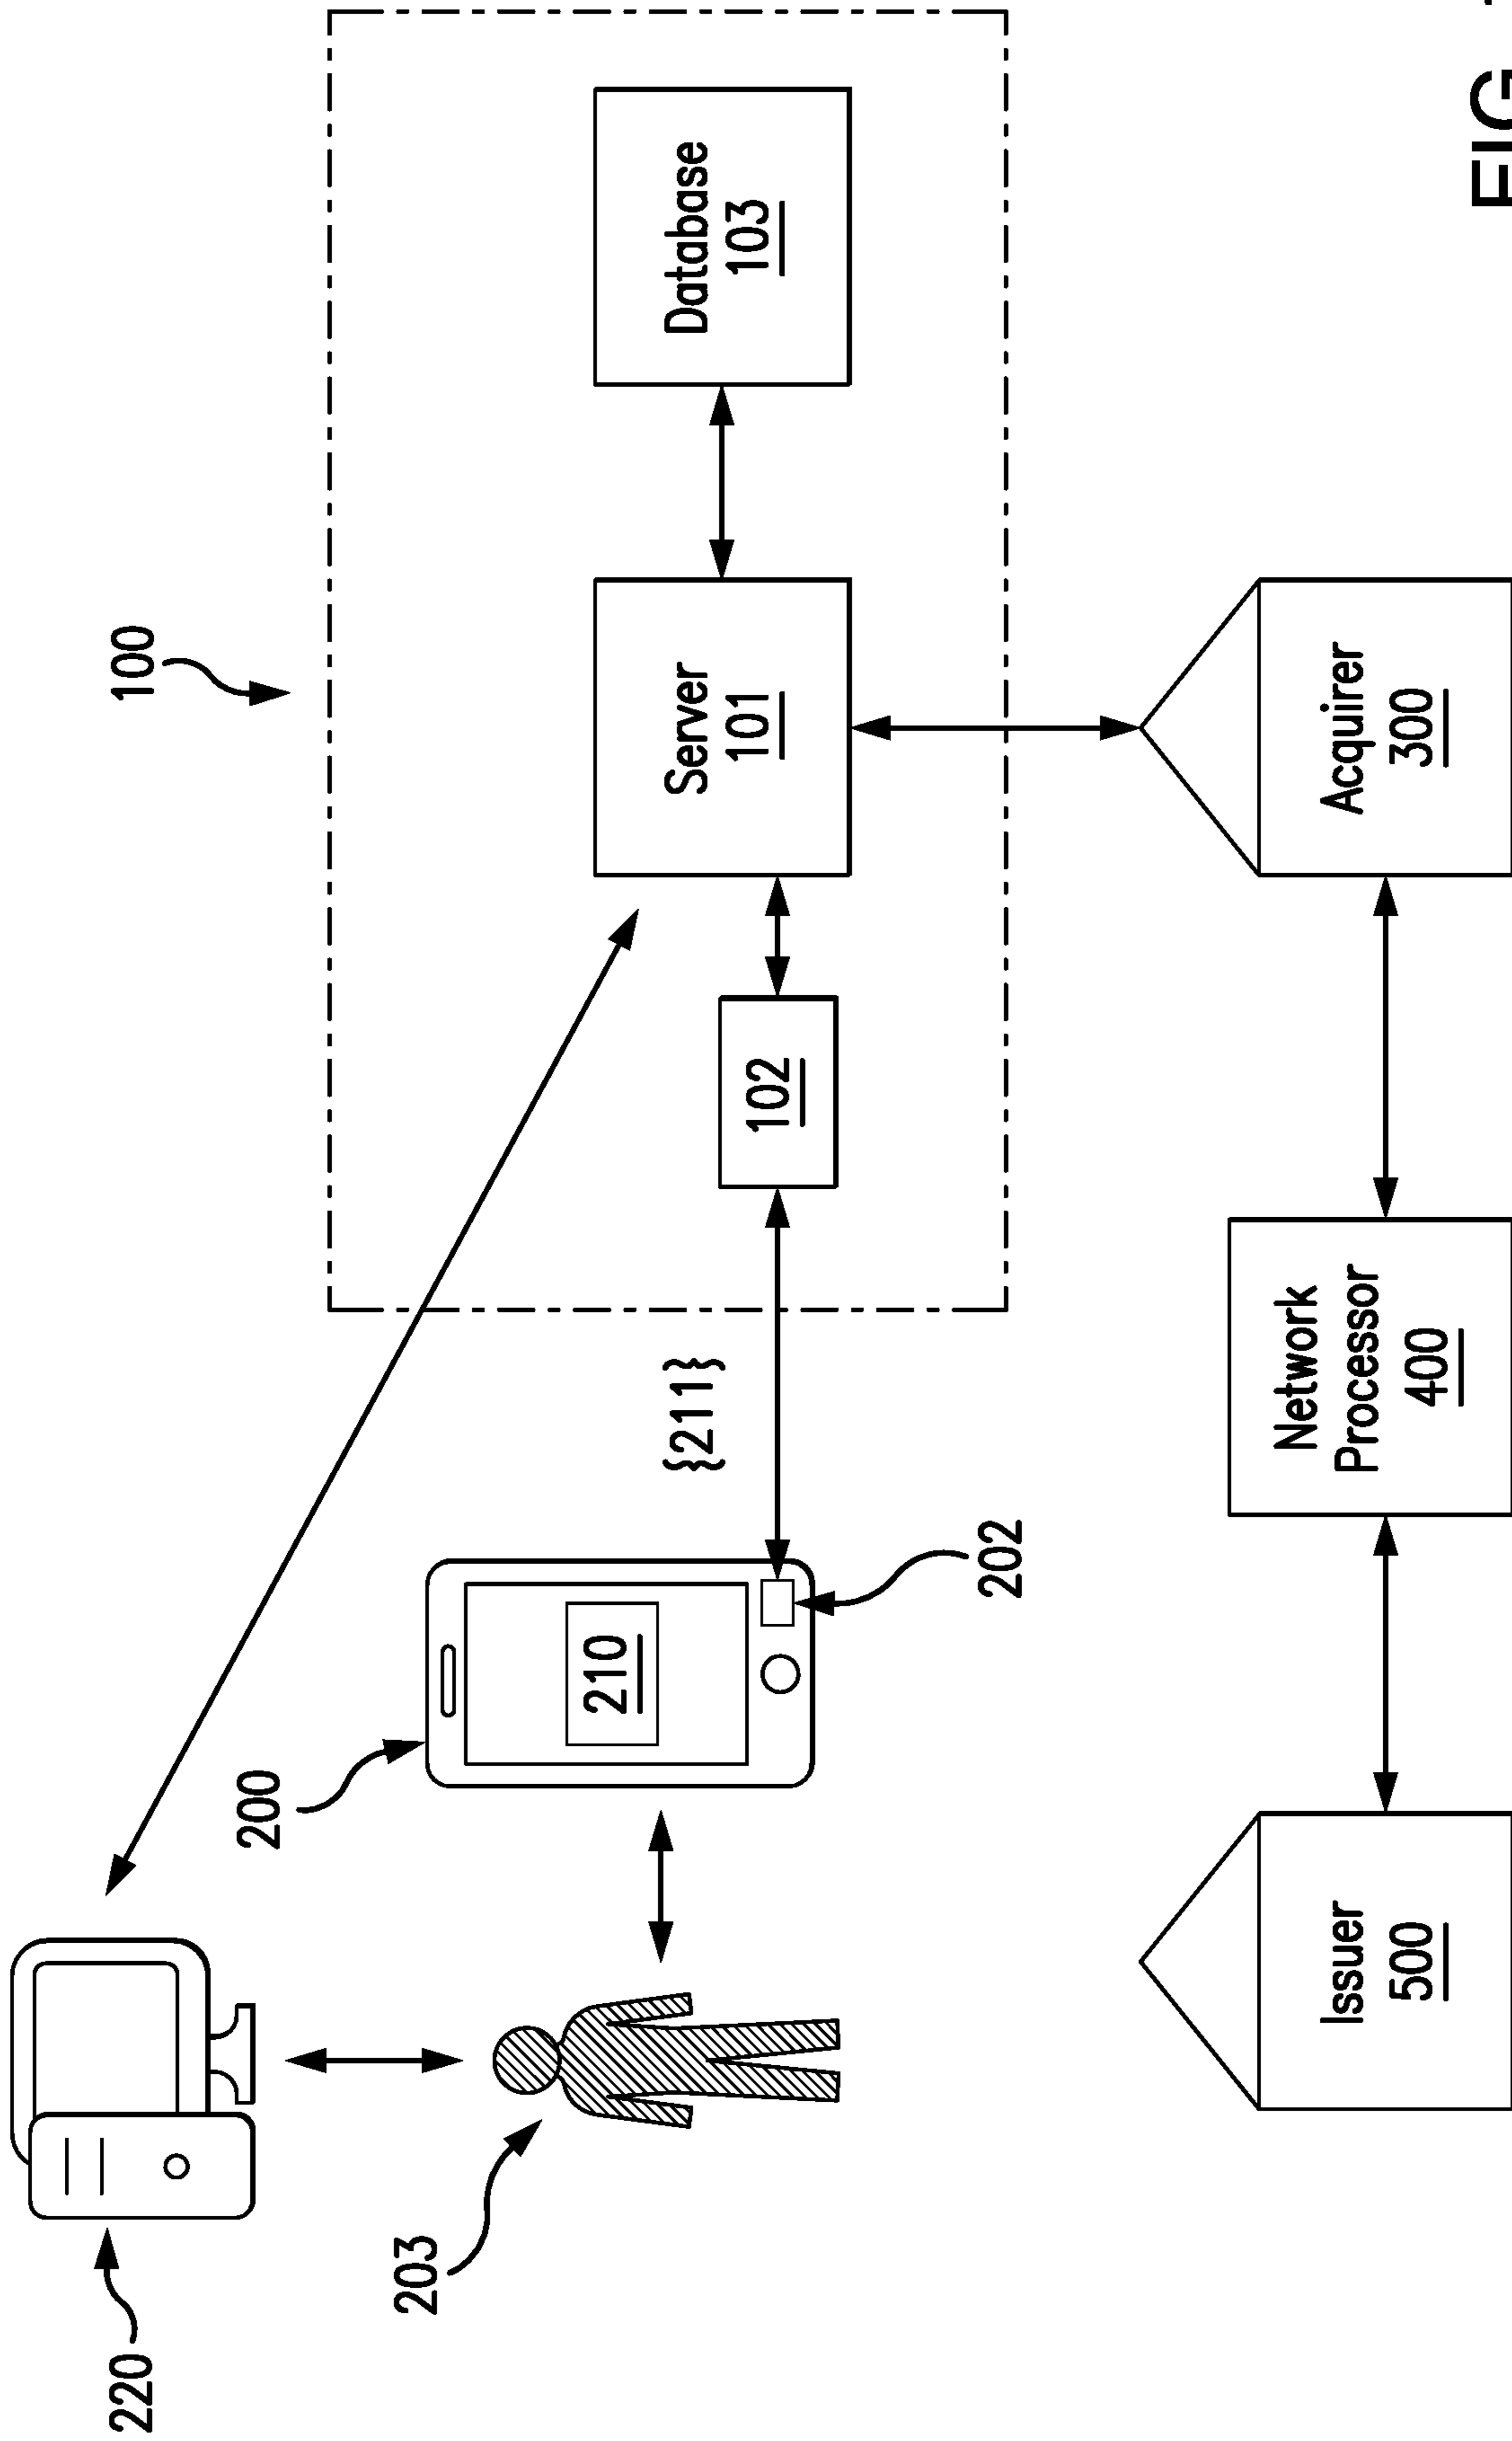 220
100
203
200
210
{211}
202
102
Server
101
Database
103
Issuer
500
Network
Processor
400
Acquirer
300
FIG